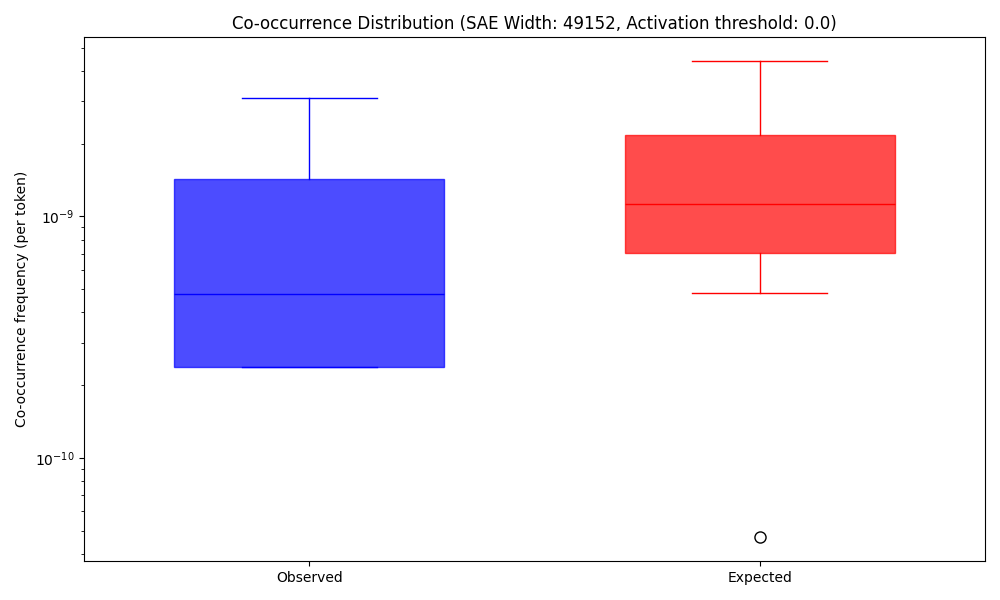 Co-occurrence Distribution (SAE Width: 49152, Activation threshold: 0.0)
Co-occurrence frequency (per token)
10⁻⁹
10⁻¹⁰
Observed
Expected